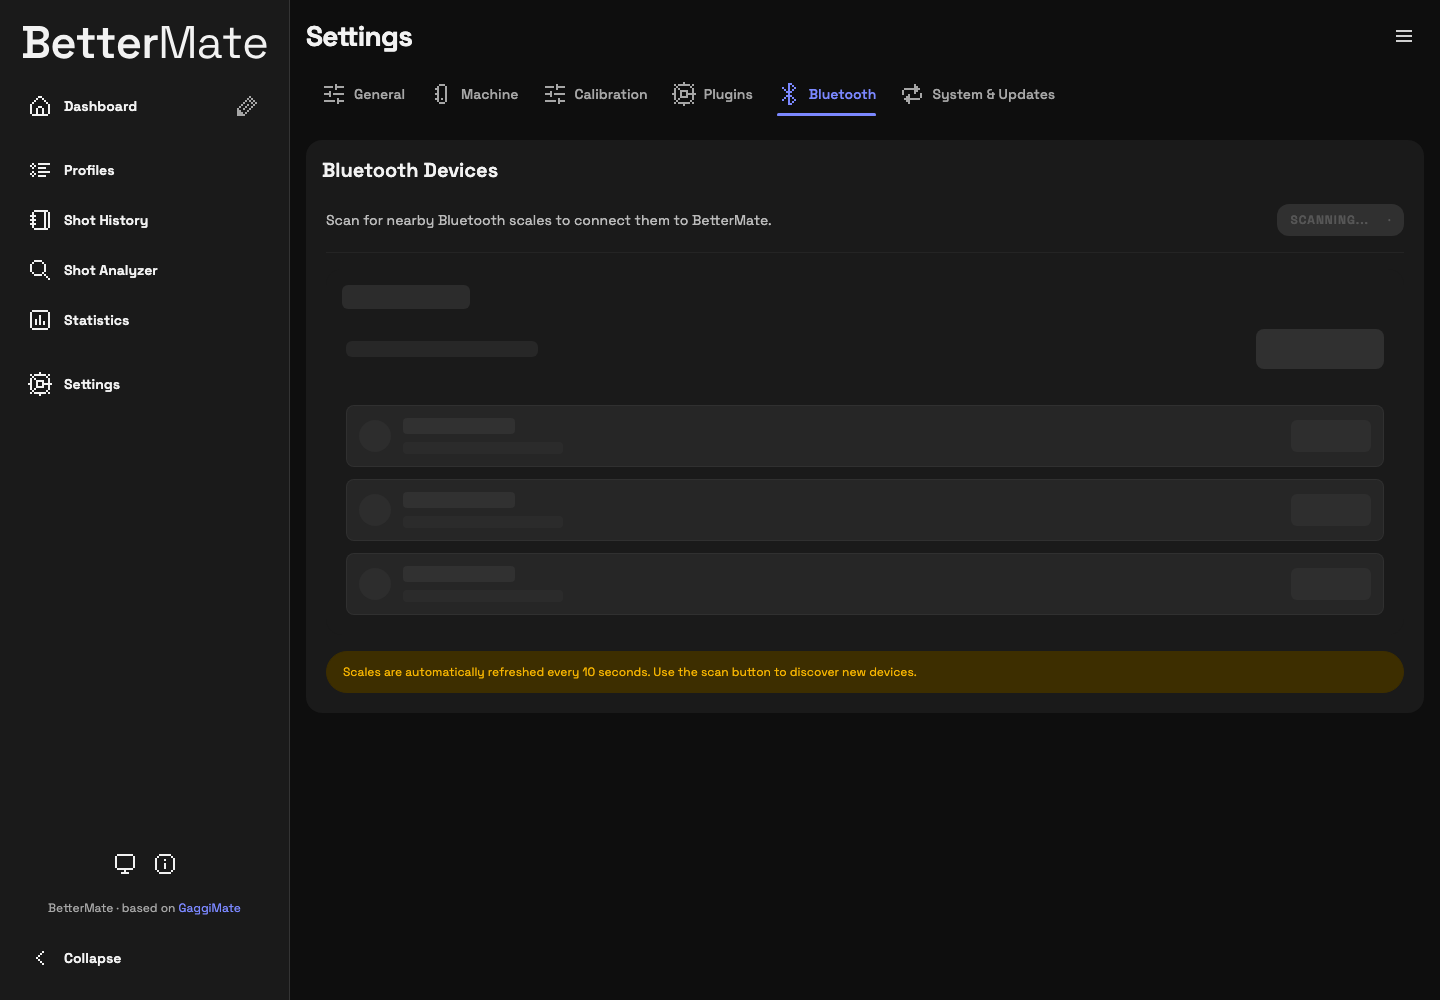 BetterMate
Dashboard
Profiles
Shot History
Shot Analyzer
Statistics
Settings
BetterMate · based on GaggiMate
Collapse
Settings
General
Machine
Calibration
Plugins
Bluetooth
System & Updates
Bluetooth Devices
Scan for nearby Bluetooth scales to connect them to BetterMate.
SCANNING...
Scales are automatically refreshed every 10 seconds. Use the scan button to discover new devices.